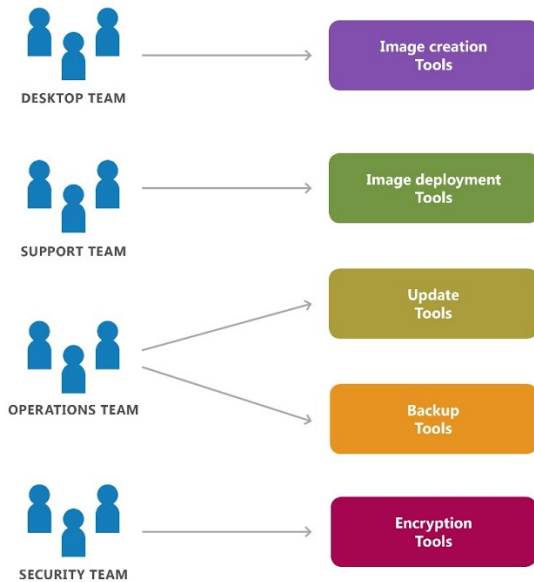 DESKTOP TEAM
Image creation
Tools
SUPPORT TEAM
Image deployment
Tools
OPERATIONS TEAM
Update
Tools
Backup
Tools
SECURITY TEAM
Encryption
Tools